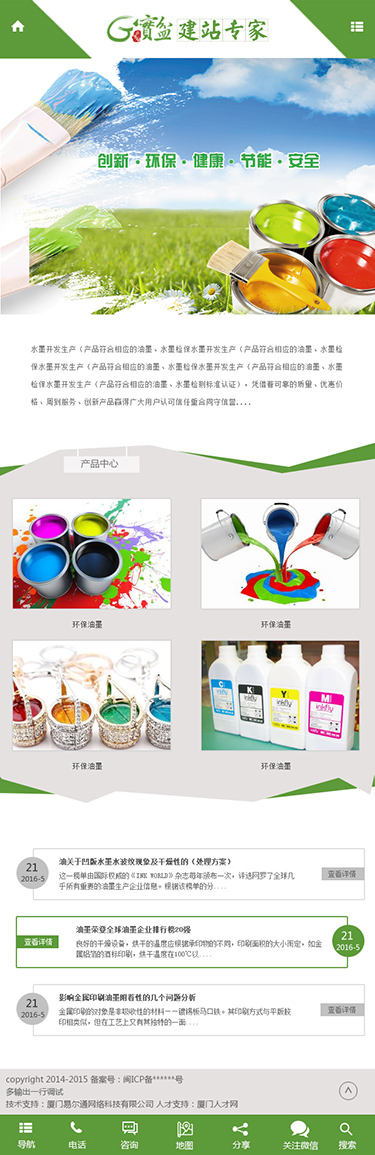 G寶盆 建站专家
创新·环保·健康·节能·安全
水墨开发生产（产品符合相应的油墨、水墨检保水墨开发生产（产品符合相应的油墨、水墨检
保水墨开发生产（产品符合相应的油墨、水墨检保水墨开发生产（产品符合相应的油墨、水墨
检保水墨开发生产（产品符合相应的油墨、水墨检测标准认证），凭借着可靠的质量、优惠价
格、周到服务、创新产品赢得广大用户认可信任重合同守信誉....
产品中心
环保油墨
环保油墨
C
K
Y
M
inkfly
环保油墨
环保油墨
21
2016-5
油关于凹版水墨水波纹现象及干燥性的（处理方案）
这一榜单由国际权威的《INK WORLD》杂志每年颁布一次，评选网罗了全球几
乎所有重要的油墨生产企业信息。根据该榜单的分....
查看详情
查看详情
油墨荣登全球油墨企业排行榜20强
良好的干燥设备，烘干的温度应根据承印物的不同，印刷面积的大小而定，如金
属铝箔的酒标印刷，烘干温度在100℃以....
21
2016-5
21
2016-5
影响金属印刷油墨附着性的几个问题分析
金属印刷的对象是非吸收性的材料——镀锡板马口铁。其印刷方式与平版胶
印相类似，但在工艺上又有其独特的一面....
查看详情
copyright 2014-2015 备案号：闽ICP备******号
多输出一行调试
技术支持：厦门易尔通网络科技有限公司 人才支持：厦门人才网
导航
电话
咨询
地图
分享
关注微信
搜索